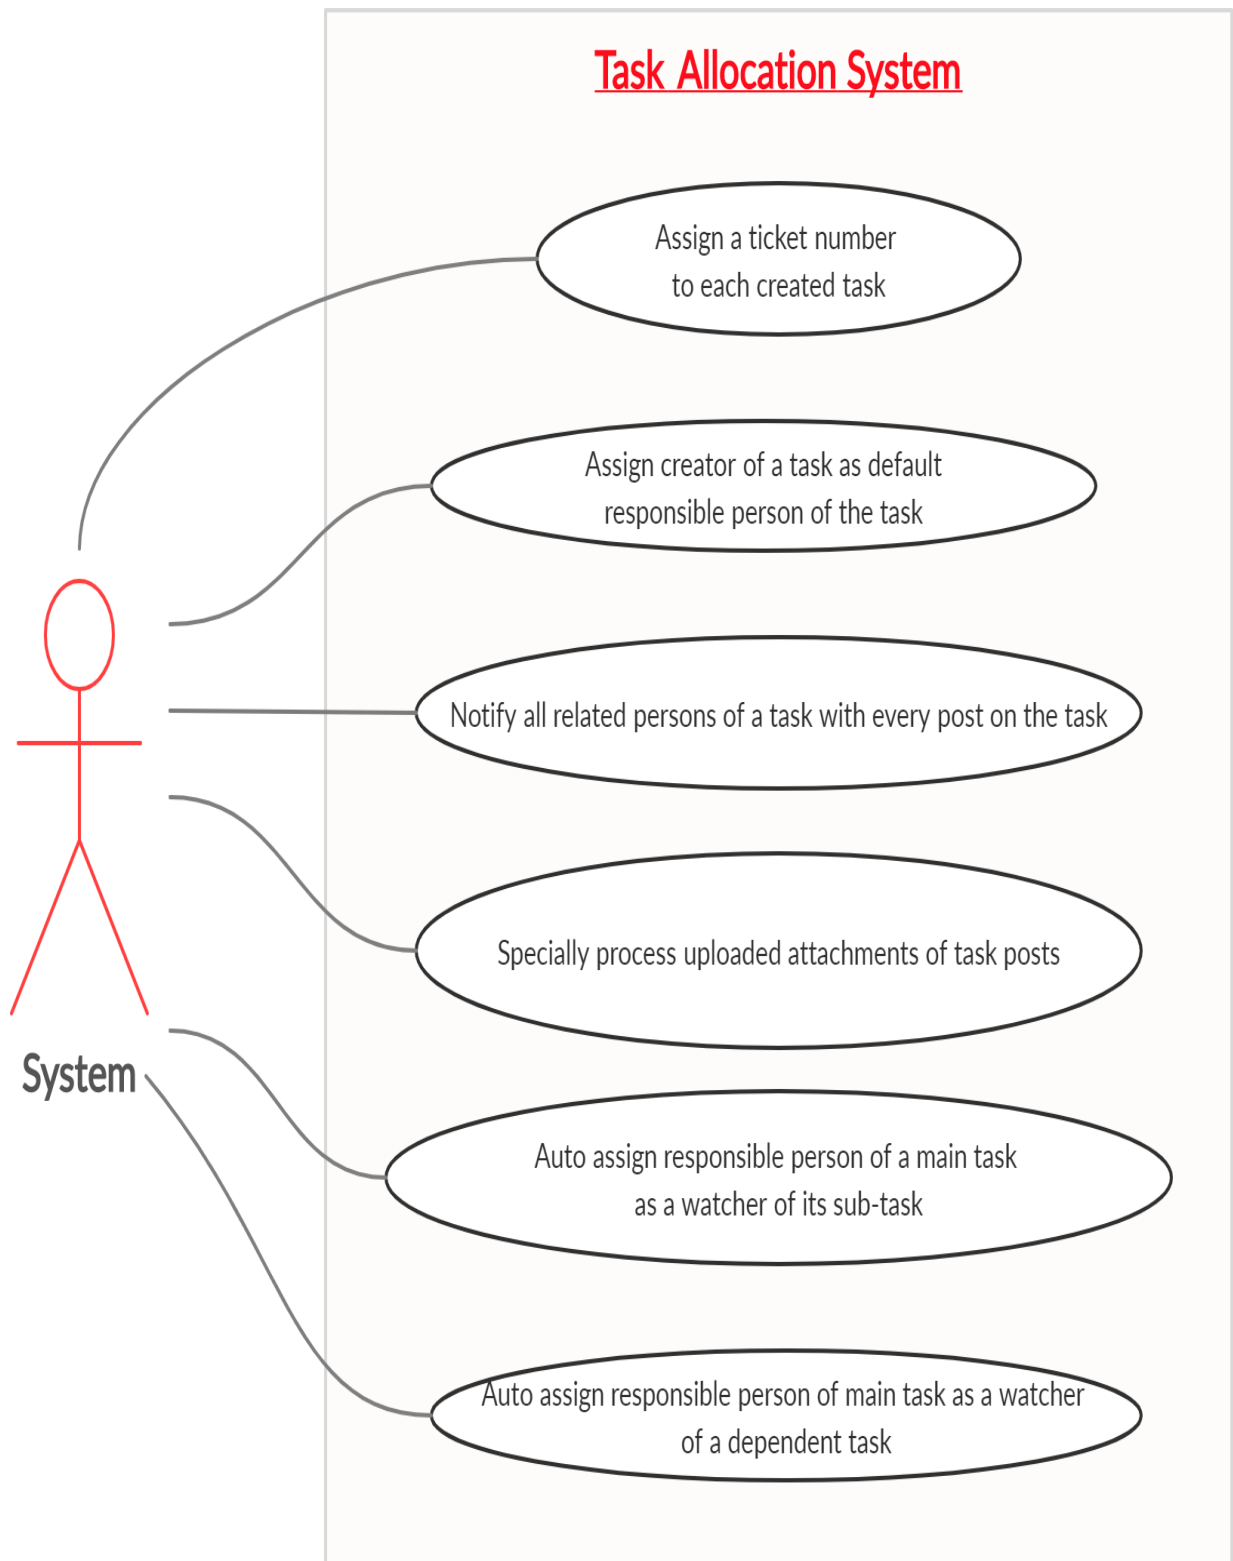 Task Allocation System
Assign a ticket number
to each created task
Assign creator of a task as default
responsible person of the task
Notify all related persons of a task with every post on the task
Specially process uploaded attachments of task posts
System
Auto assign responsible person of a main task
as a watcher of its sub-task
Auto assign responsible person of main task as a watcher
of a dependent task